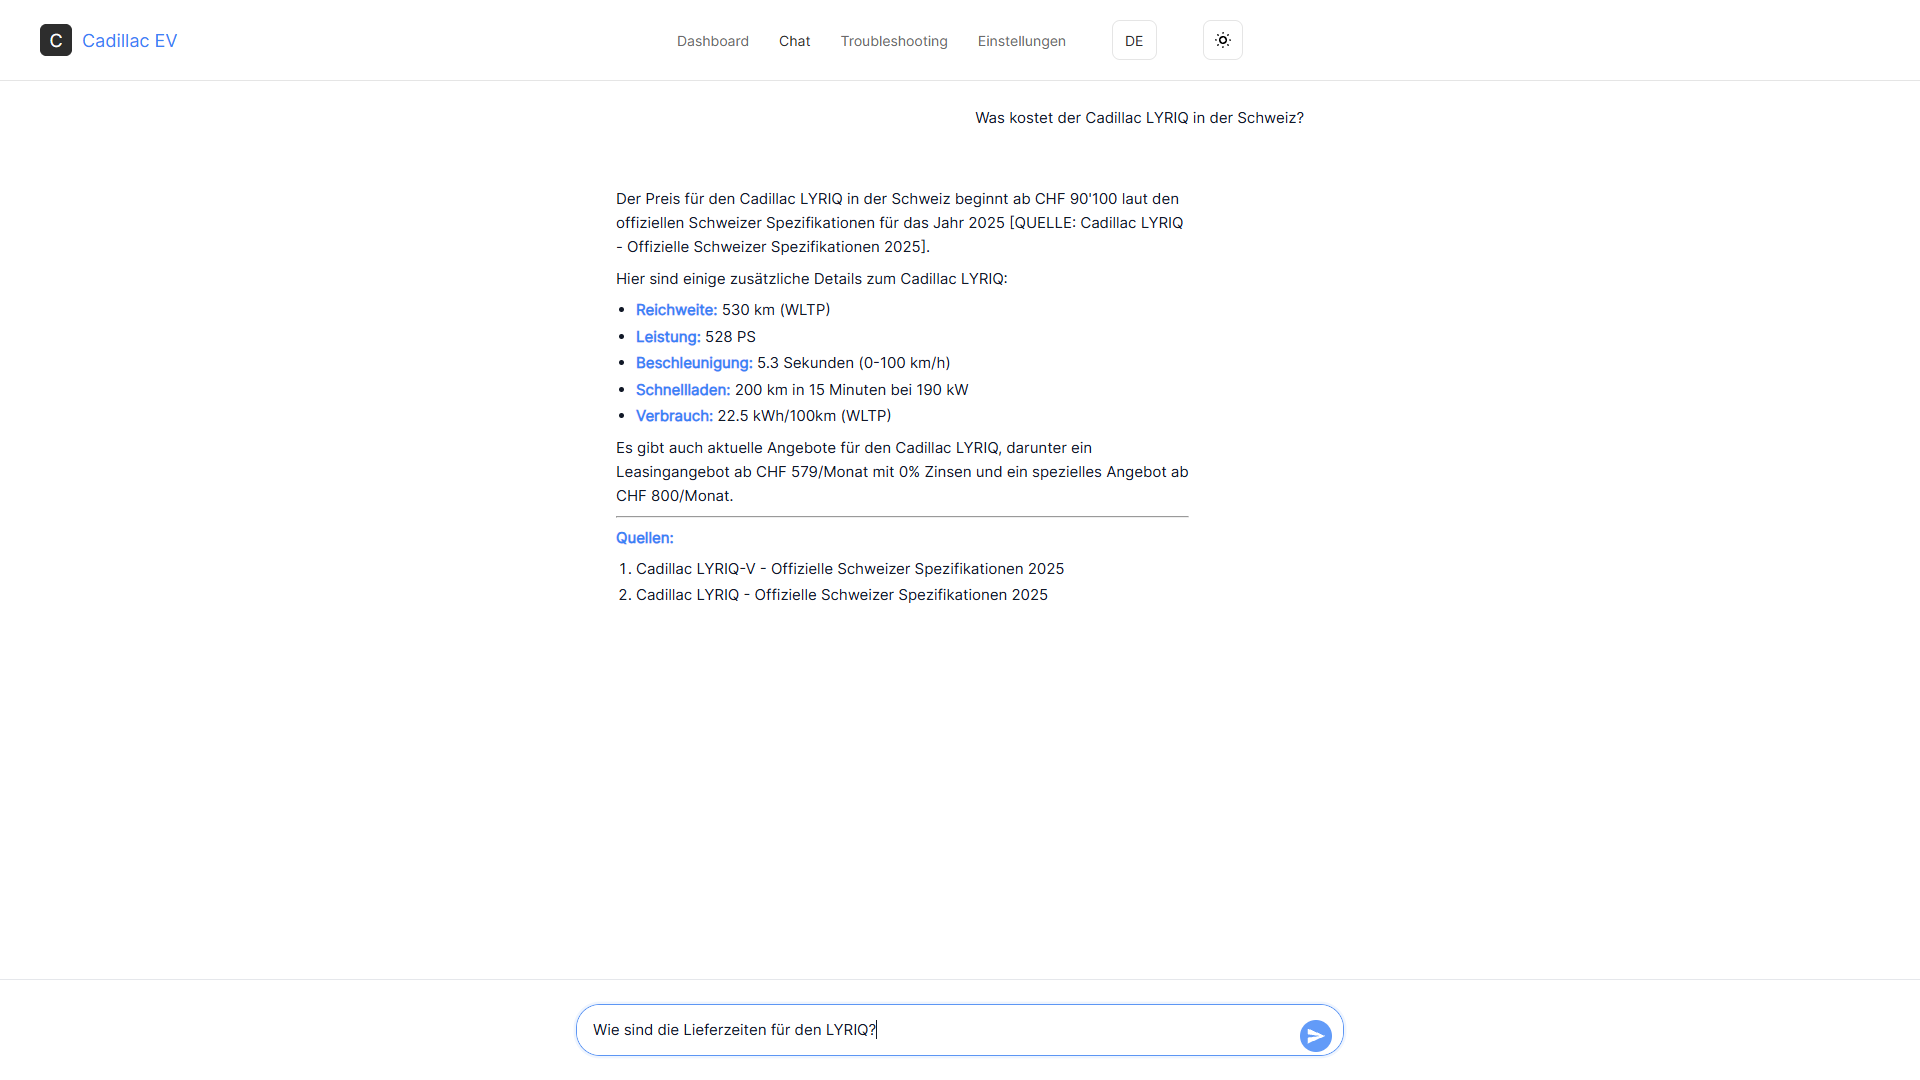 C Cadillac EV Dashboard Chat Troubleshooting Einstellungen DE
Was kostet der Cadillac LYRIQ in der Schweiz?
Der Preis für den Cadillac LYRIQ in der Schweiz beginnt ab CHF 90'100 laut den
offiziellen Schweizer Spezifikationen für das Jahr 2025 [QUELLE: Cadillac LYRIQ
- Offizielle Schweizer Spezifikationen 2025].
Hier sind einige zusätzliche Details zum Cadillac LYRIQ:
• Reichweite: 530 km (WLTP)
• Leistung: 528 PS
• Beschleunigung: 5.3 Sekunden (0-100 km/h)
• Schnellladen: 200 km in 15 Minuten bei 190 kW
• Verbrauch: 22.5 kWh/100km (WLTP)
Es gibt auch aktuelle Angebote für den Cadillac LYRIQ, darunter ein
Leasingangebot ab CHF 579/Monat mit 0% Zinsen und ein spezielles Angebot ab
CHF 800/Monat.
Quellen:
1. Cadillac LYRIQ-V - Offizielle Schweizer Spezifikationen 2025
2. Cadillac LYRIQ - Offizielle Schweizer Spezifikationen 2025
Wie sind die Lieferzeiten für den LYRIQ?